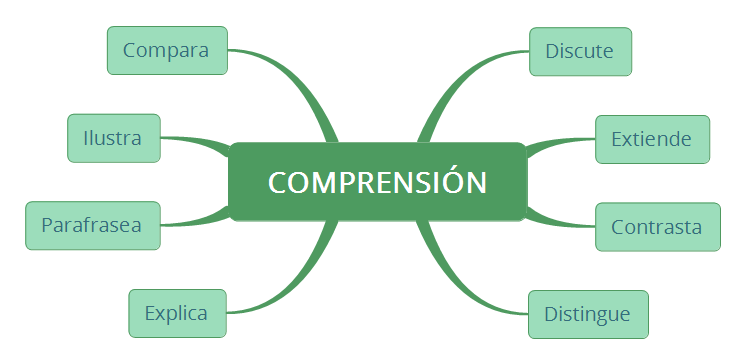 Compara
Discute
Ilustra
Extiende
COMPRENSIÓN
Parafrasea
Contrasta
Explica
Distingue